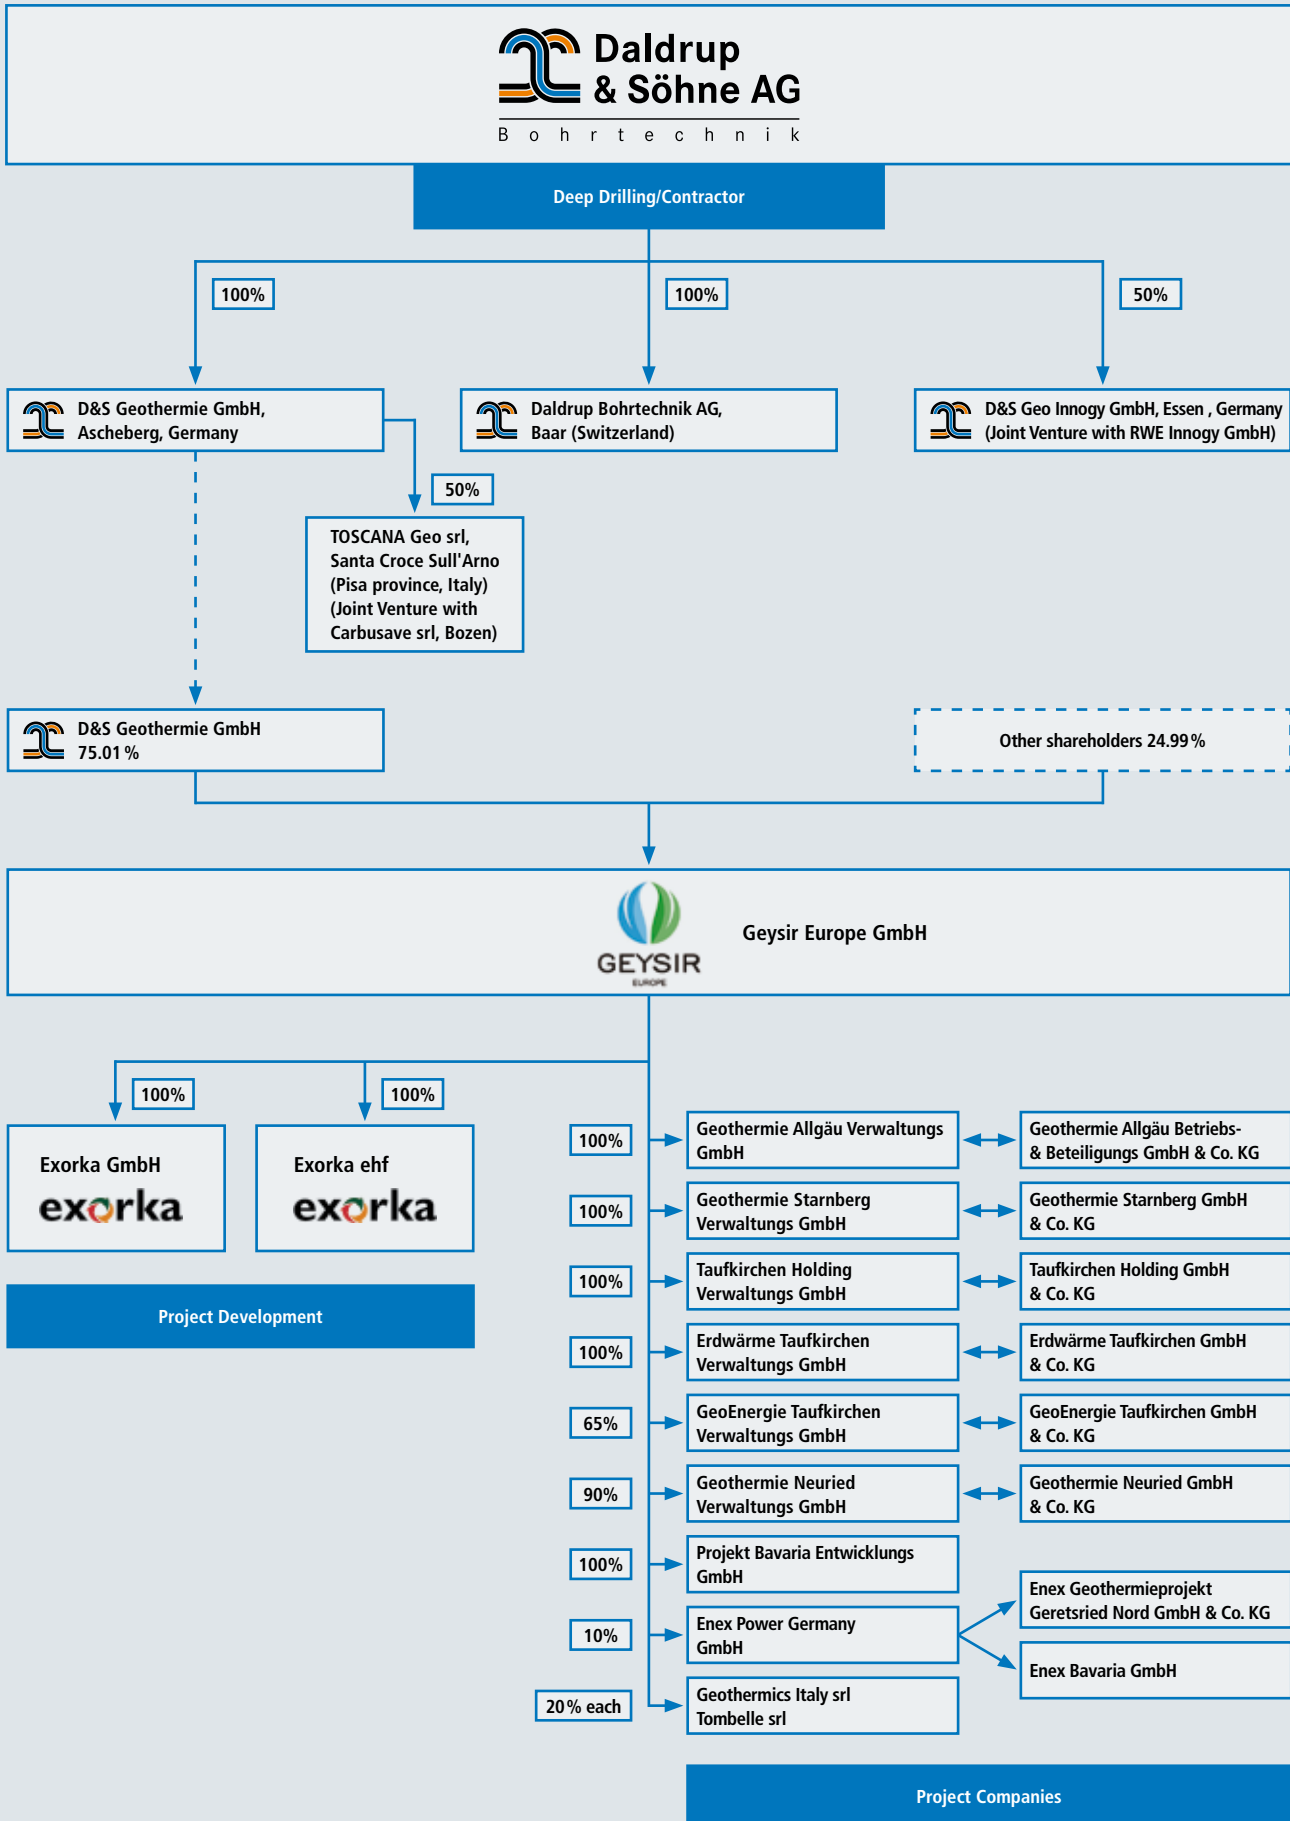 Daldrup
& Söhne AG
Bohrtechnik
Deep Drilling/Contractor
100%
100%
50%
D&S Geothermie GmbH,
Ascheberg, Germany
Daldrup Bohrtechnik AG,
Baar (Switzerland)
D&S Geo Innogy GmbH, Essen , Germany
(Joint Venture with RWE Innogy GmbH)
50%
TOSCANA Geo srl,
Santa Croce Sull'Arno
(Pisa province, Italy)
(Joint Venture with
Carbusave srl, Bozen)
D&S Geothermie GmbH
75.01 %
Other shareholders 24.99 %
GEYSIR
EUROPE
Geysir Europe GmbH
100%
100%
Exorka GmbH
exorka
Exorka ehf
exorka
Project Development
100%
Geothermie Allgäu Verwaltungs
GmbH
Geothermie Allgäu Betriebs-
& Beteiligungs GmbH & Co. KG
100%
Geothermie Starnberg
Verwaltungs GmbH
Geothermie Starnberg GmbH
& Co. KG
100%
Taufkirchen Holding
Verwaltungs GmbH
Taufkirchen Holding GmbH
& Co. KG
100%
Erdwärme Taufkirchen
Verwaltungs GmbH
Erdwärme Taufkirchen GmbH
& Co. KG
65%
GeoEnergie Taufkirchen
Verwaltungs GmbH
GeoEnergie Taufkirchen GmbH
& Co. KG
90%
Geothermie Neuried
Verwaltungs GmbH
Geothermie Neuried GmbH
& Co. KG
100%
Projekt Bavaria Entwicklungs
GmbH
10%
Enex Power Germany
GmbH
Enex Geothermieprojekt
Geretsried Nord GmbH & Co. KG
Enex Bavaria GmbH
20 % each
Geothermics Italy srl
Tombelle srl
Project Companies